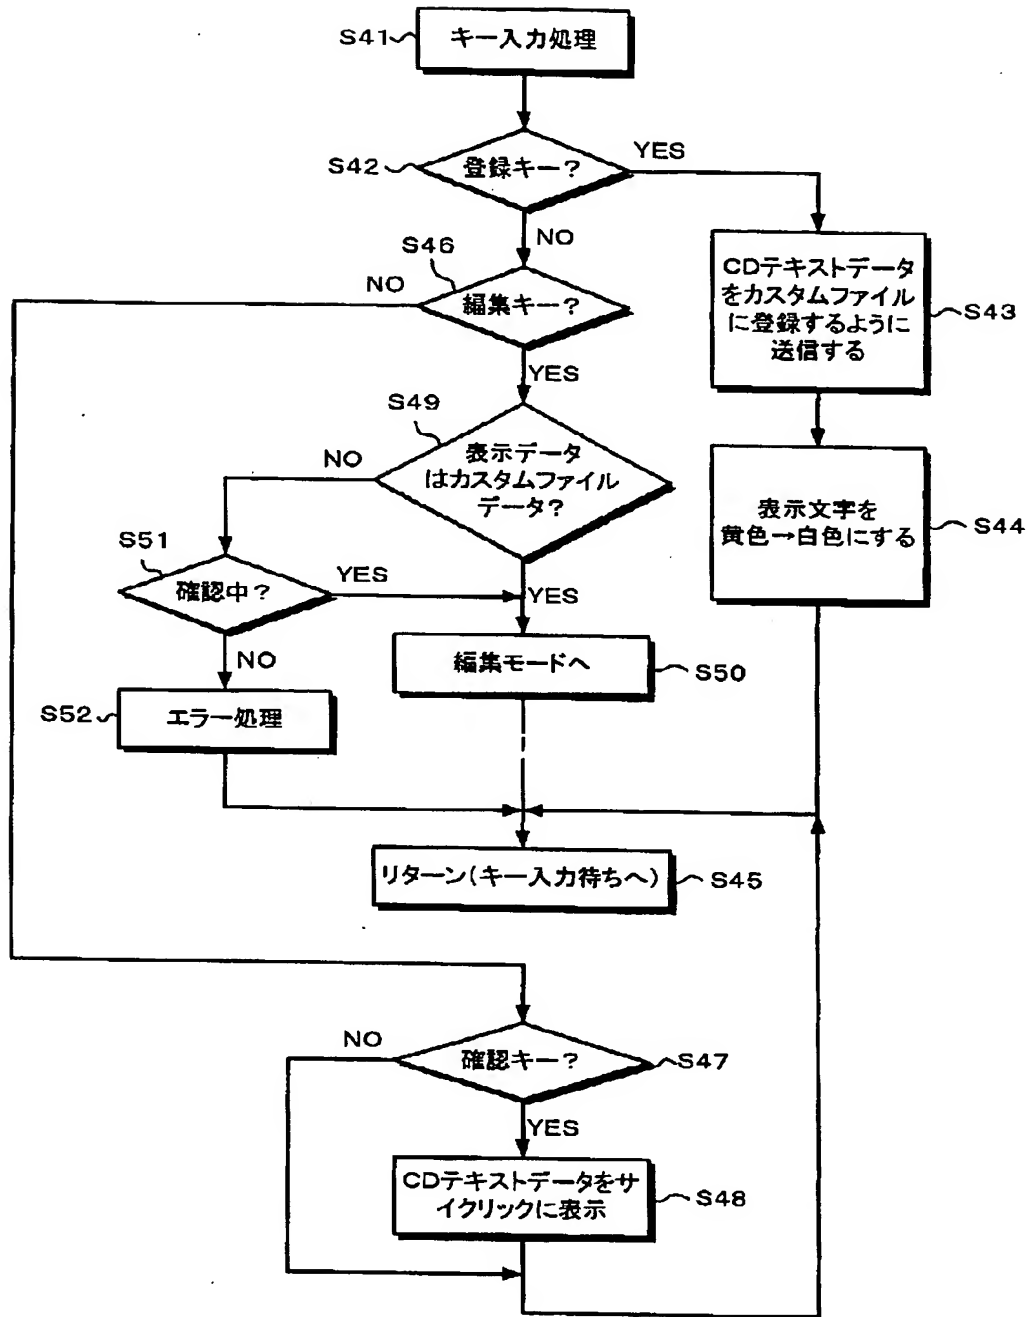 S41
キー入力処理
S42
登録キー？
YES
NO
S46
NO
編集キー？
YES
CDテキストデータ
をカスタムファイル
に登録するように
送信する
S43
S49
NO
表示データ
はカスタムファイル
データ？
YES
表示文字を
黄色→白色にする
S44
S51
確認中？
YES
NO
編集モードへ
S50
S52
エラー処理
リターン(キー入力待ちへ)
S45
NO
確認キー？
S47
YES
CDテキストデータをサ
イクリックに表示
S48